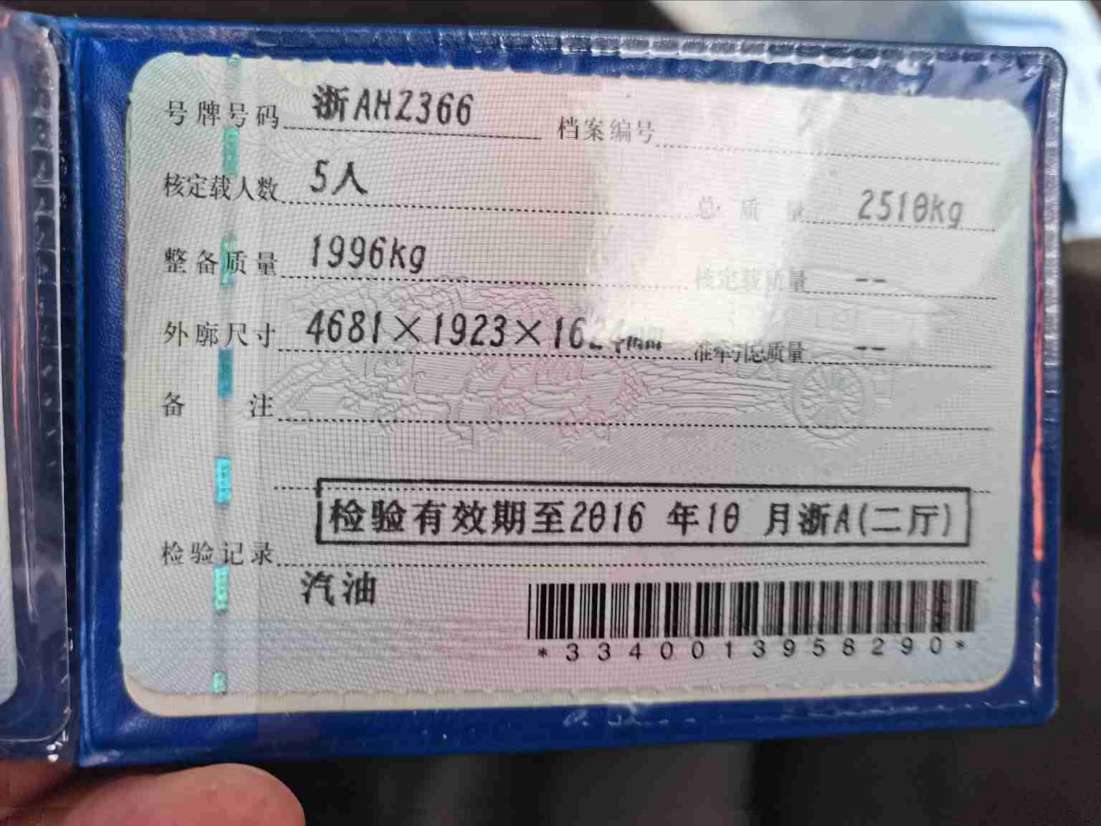 号牌号码 浙AHZ366 档案编号
核定载人数 5人 总质量 2510kg
整备质量 1996kg 核定载质量 --
外廓尺寸 4681×1923×1624mm 准牵引总质量 --
备注
检验有效期至2016 年10 月浙A(二厅)
检验记录
汽油
*3340013958290*